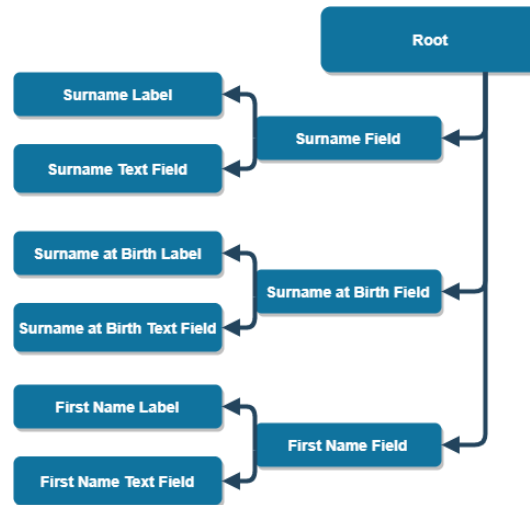 Root
Surname Label
Surname Field
Surname Text Field
Surname at Birth Label
Surname at Birth Field
Surname at Birth Text Field
First Name Label
First Name Field
First Name Text Field